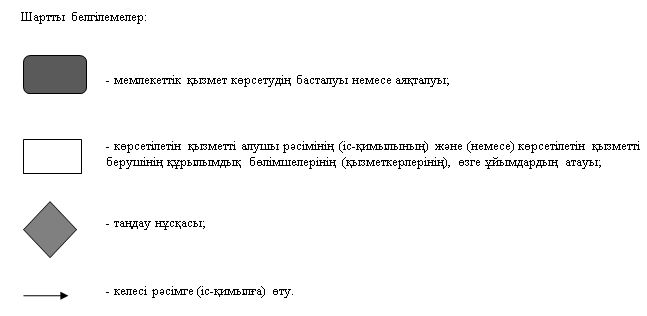 Шартты белгілемелер:
- мемлекеттік қызмет көрсетудің басталуы немесе аяқталуы;
- көрсетілетін қызметті алушы рәсімінің (іс-қимылының) және (немесе) көрсетілетін қызметті
берушінің құрылымдық бөлімшелерінің (қызметкерлерінің), өзге ұйымдардың атауы;
- таңдау нұсқасы;
- келесі рәсімге (іс-қимылға) өту.